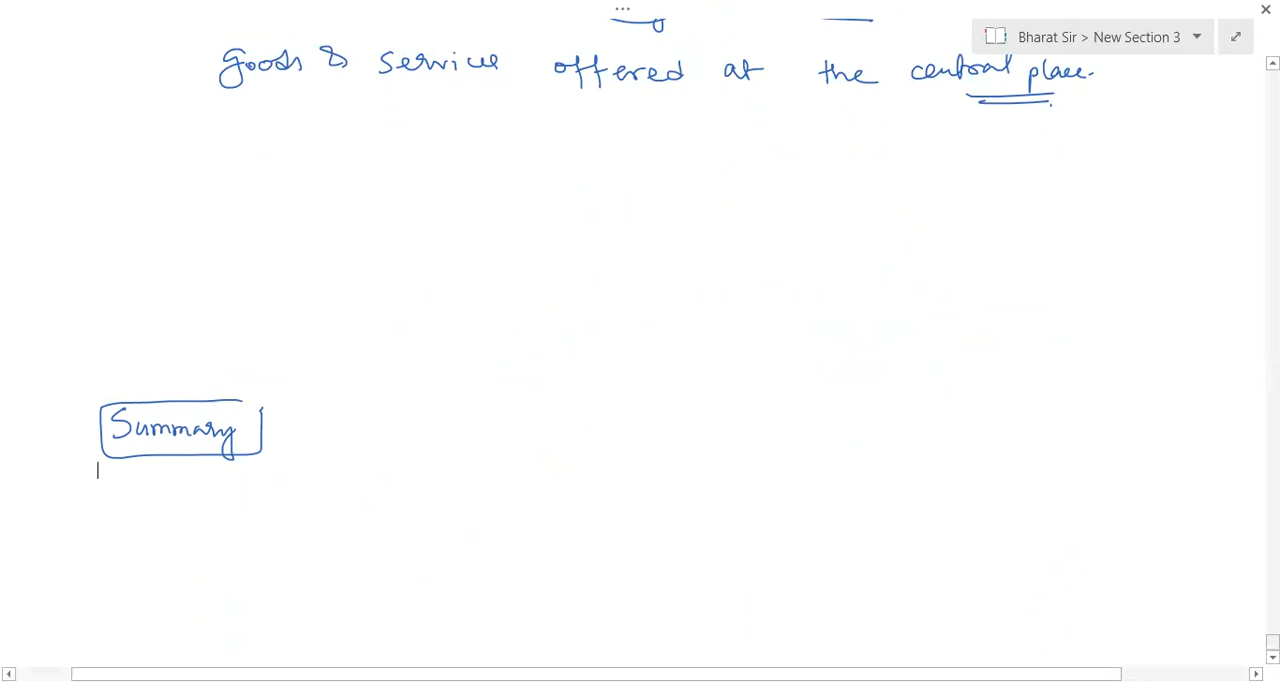 ...
Bharat Sir > New Section 3
goods & service offered at the central place.
Summary